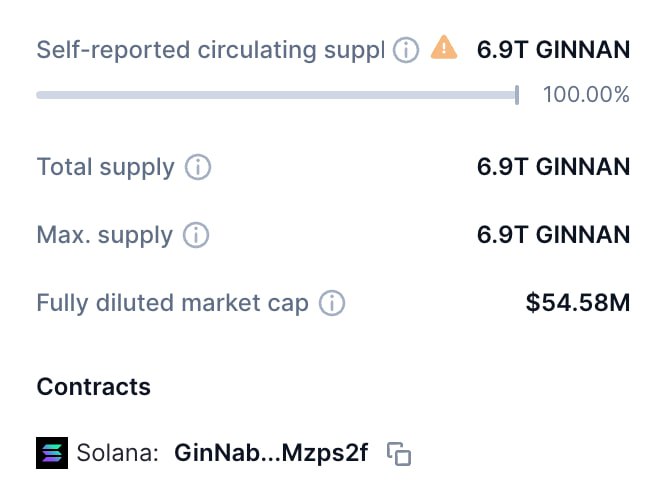 Self-reported circulating suppl 6.9T GINNAN
100.00%
Total supply 6.9T GINNAN
Max. supply 6.9T GINNAN
Fully diluted market cap $54.58M
Contracts
Solana: GinNab...Mzps2f